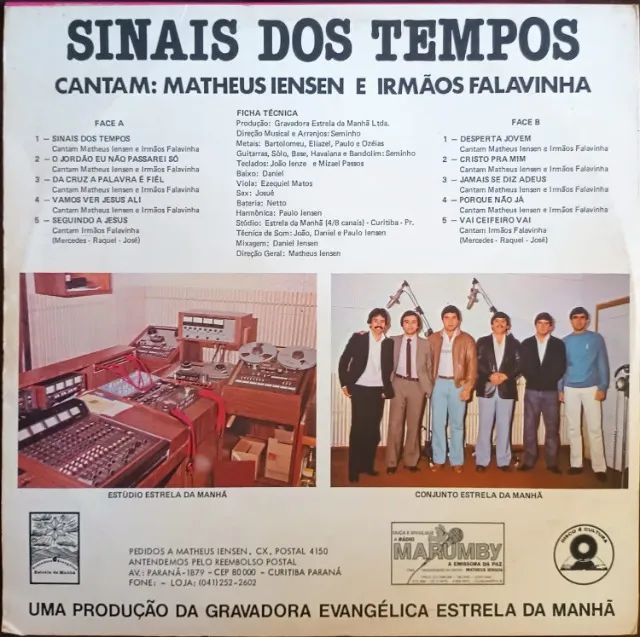 SINAIS DOS TEMPOS
CANTAM: MATHEUS IENSEN E IRMÃOS FALAVINHA
FACE A
1 — SINAIS DOS TEMPOS
Cantam Matheus Iensen e Irmãos Falavinha
2 — O JORDÃO EU NÃO PASSAREI SÓ
Cantam Matheus Iensen e Irmãos Falavinha
3 — DA CRUZ A PALAVRA É FIEL
Cantam Matheus Iensen e Irmãos Falavinha
4 — VAMOS VER JESUS ALI
Cantam Matheus Iensen e Irmãos Falavinha
5 — SEGUINDO A JESUS
Cantam Irmãos Falavinha
(Mercedes - Raquel - José)
FICHA TÉCNICA
Produção: Gravadora Estrela da Manhã Ltda.
Direção Musical e Arranjos: Seminho
Metais: Bartolomeu, Eliazel, Paulo e Ozéias
Guitarras, Sôlo, Base, Havaiana e Bandolim: Seminho
Teclados: João Ienze e Mizael Passos
Baixo: Daniel
Viola: Ezequiel Matos
Sax: Josué
Bateria: Netto
Harmônica: Paulo Iensen
Stúdio: Estrela da Manhã (4/8 canais) - Curitiba - Pr.
Técnica de Som: João, Daniel e Paulo Iensen
Mixagem: Daniel Iensen
Direção Geral: Matheus Iensen
FACE B
1 — DESPERTA JOVEM
Cantam Matheus Iensen e Irmãos Falavinha
2 — CRISTO PRA MIM
Cantam Matheus Iensen e Irmãos Falavinha
3 — JAMAIS SE DIZ ADEUS
Cantam Matheus Iensen e Irmãos Falavinha
4 — PORQUE NÃO JÁ
Cantam Matheus Iensen e Irmãos Falavinha
5 — VAI CEIFEIRO VAI
Cantam Irmãos Falavinha
(Mercedes - Raquel - José)
ESTÚDIO ESTRELA DA MANHÃ
CONJUNTO ESTRELA DA MANHÃ
Estrela da Manhã
PEDIDOS A MATHEUS IENSEN, CX. POSTAL 4150
ANTENDEMOS PELO REEMBOLSO POSTAL
AV.: PARANÁ - 1879 - CEP 80000 - CURITIBA PARANÁ
FONE: - LOJA: (041) 252-2602
A RÁDIO
MARUMBY
A EMISSORA DA PAZ
MATHEUS IENSEN
DISCO É CULTURA
UMA PRODUÇÃO DA GRAVADORA EVANGÉLICA ESTRELA DA MANHÃ